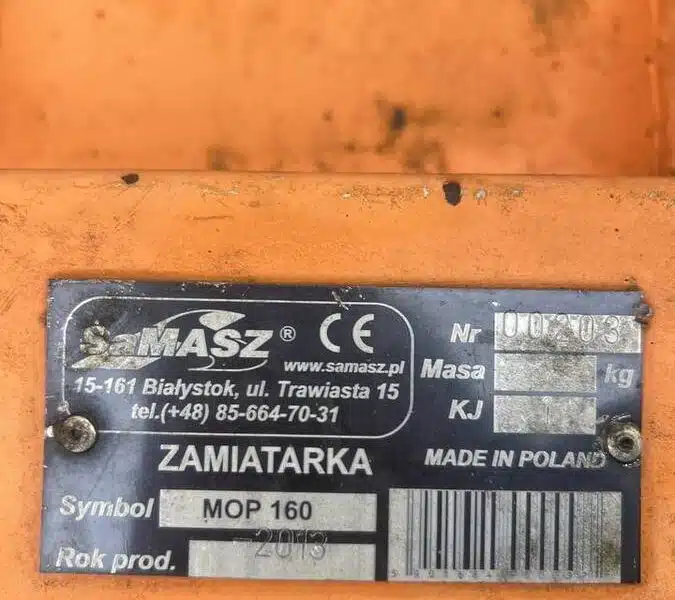 SaMASZ® CE
www.samasz.pl
15-161 Białystok, ul. Trawiasta 15
tel.(+48) 85-664-70-31
Nr 00203
Masa kg
KJ
ZAMIATARKA
MADE IN POLAND
Symbol MOP 160
Rok prod. 2013